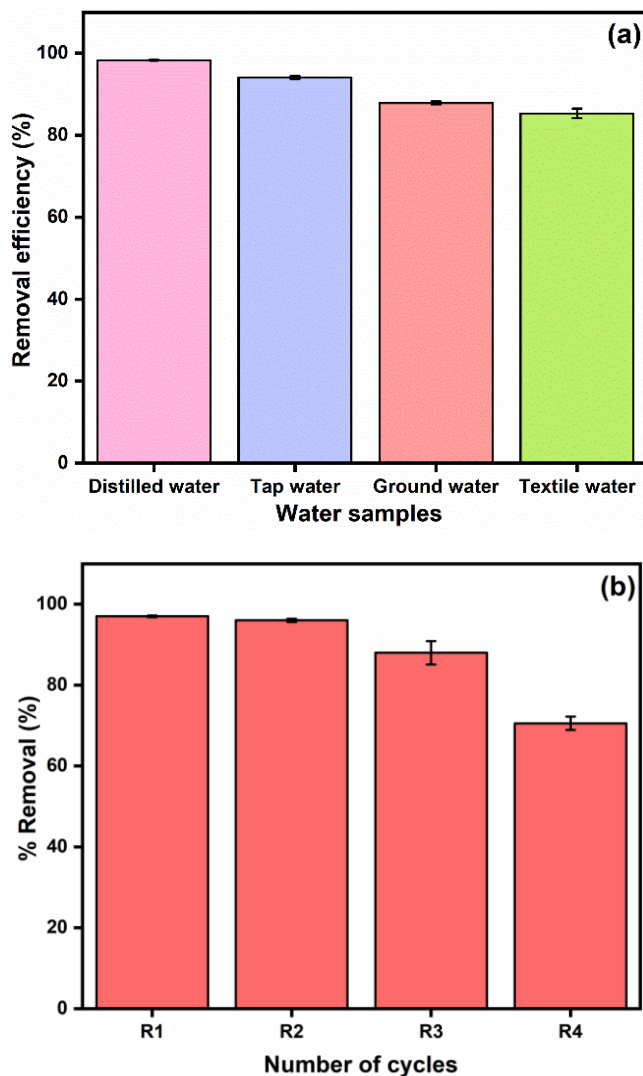 (a)
Removal efficiency (%)
100
80
60
40
20
0
Distilled water Tap water Ground water Textile water
Water samples
(b)
% Removal (%)
100
80
60
40
20
0
R1 R2 R3 R4
Number of cycles